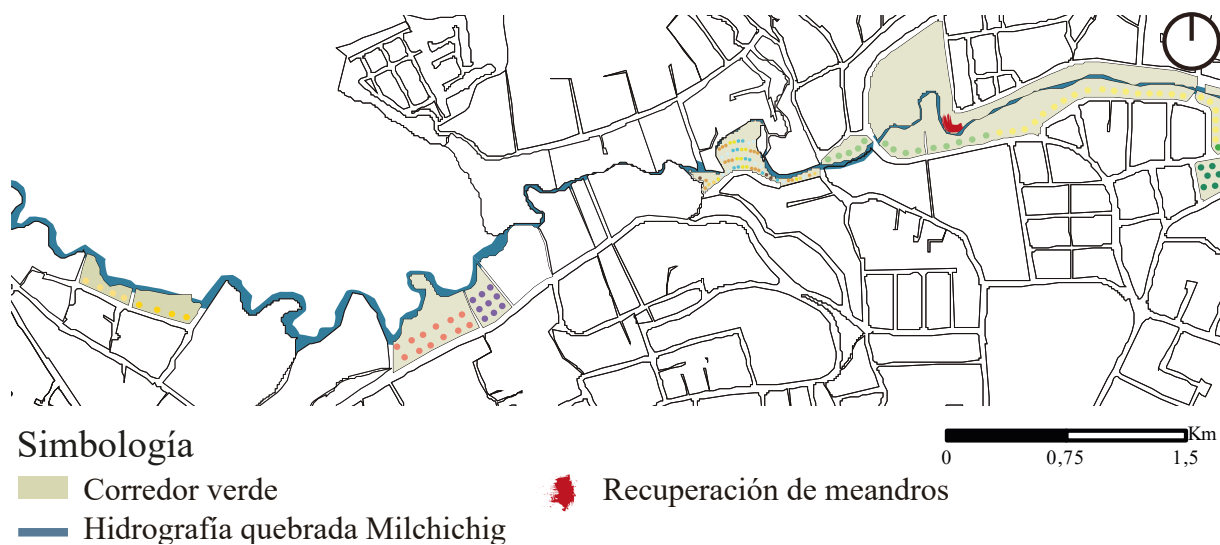 Simbología
Km
0 0,75 1,5
Corredor verde
Recuperación de meandros
Hidrografía quebrada Milchichig